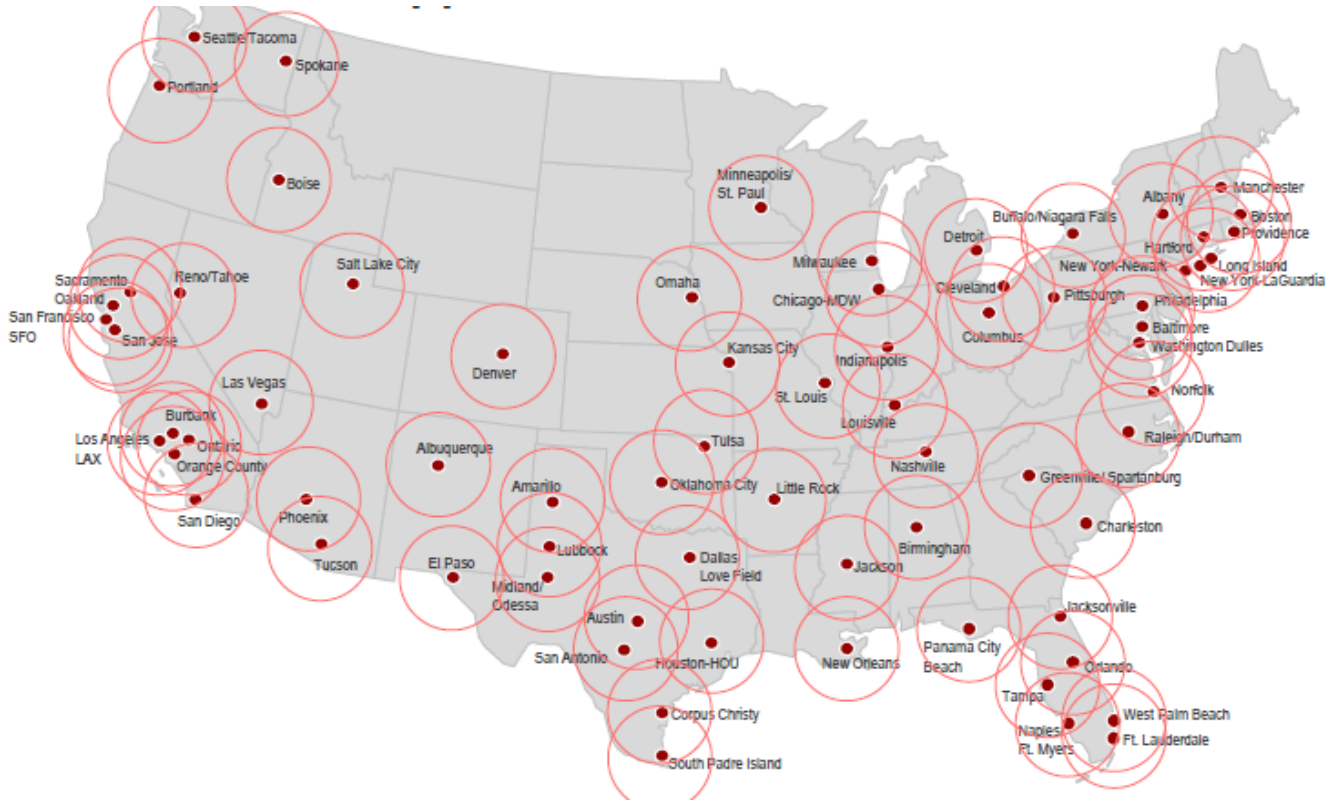 Seattle/Tacoma
Spokane
Portland
Boise
Minneapolis/
St. Paul
Manchester
Albany
Boston
Buffalo/Niagara Falls
Providence
Detroit
Hartford
Milwaukee
New York-Newark
Long Island
Salt Lake City
Sacramento
Reno/Tahoe
New York-LaGuardia
Omaha
Cleveland
Pittsburgh
Oakland
Chicago-MDW
Philadelphia
San Francisco
SFO
Baltimore
San Jose
Columbus
Washington Dulles
Kansas City
Indianapolis
Denver
Las Vegas
St. Louis
Norfolk
Burbank
Louisville
Los Angeles
LAX
Ontario
Raleigh/Durham
Tulsa
Albuquerque
Orange County
Nashville
Greenville/ Spartanburg
Oklahoma City
Amarillo
Little Rock
San Diego
Phoenix
Charleston
Birmingham
Lubbock
Dallas
Love Field
Tucson
El Paso
Jackson
Midland/
Odessa
Jacksonville
Austin
Panama City
Beach
San Antonio
Houston-HOU
New Orleans
Orlando
Tampa
Corpus Christy
West Palm Beach
Naples
Ft. Myers
Ft. Lauderdale
South Padre Island